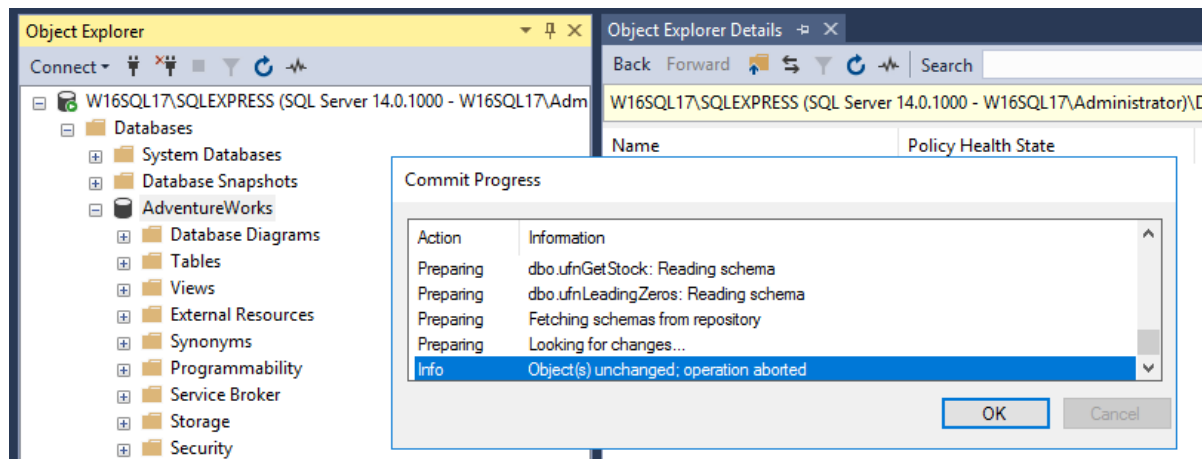 Object Explorer
Connect
W16SQL17\SQLEXPRESS (SQL Server 14.0.1000 - W16SQL17\Adm
Databases
System Databases
Database Snapshots
AdventureWorks
Database Diagrams
Tables
Views
External Resources
Synonyms
Programmability
Service Broker
Storage
Security
Object Explorer Details
Back Forward Search
W16SQL17\SQLEXPRESS (SQL Server 14.0.1000 - W16SQL17\Administrator)\D
Name Policy Health State
Commit Progress
Action Information
Preparing dbo.ufnGetStock: Reading schema
Preparing dbo.ufnLeadingZeros: Reading schema
Preparing Fetching schemas from repository
Preparing Looking for changes...
Info Object(s) unchanged; operation aborted
OK Cancel